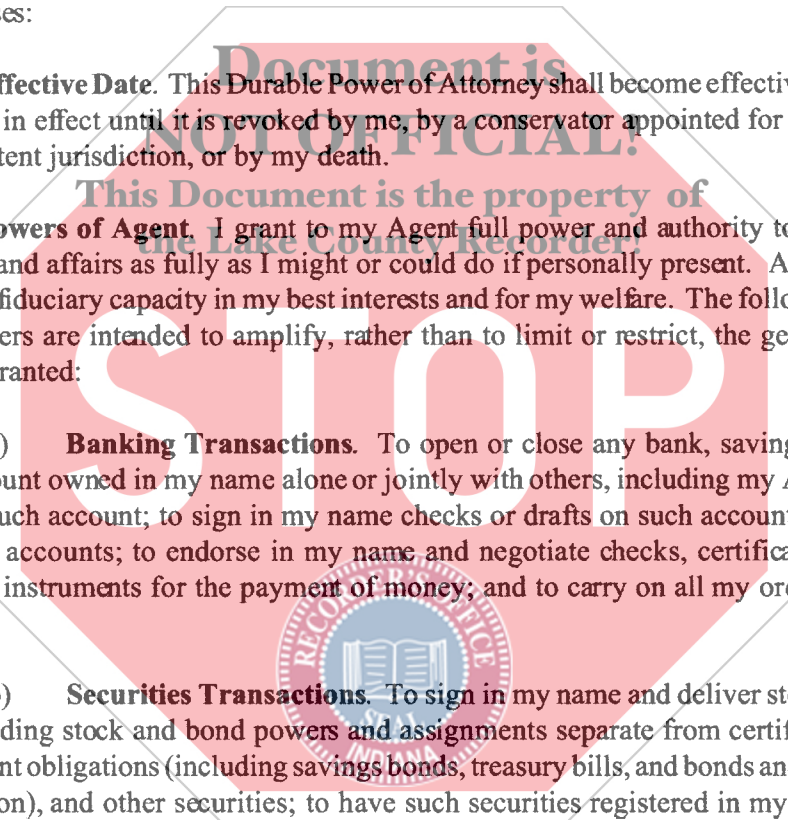 ses:
Document is
ffective Date. This Durable Power of Attorney shall become effectiv
in effect until it is revoked by me, by a conservator appointed for
NOT OFFICIAL!
tent jurisdiction, or by my death.
This Document is the property of
owers of Agent. I grant to my Agent full power and authority to
the Lake County Recorder!
and affairs as fully as I might or could do if personally present. A
fiduciary capacity in my best interests and for my welfare. The follo
ers are intended to amplify, rather than to limit or restrict, the ge
ranted:
STOP
) Banking Transactions. To open or close any bank, saving
ount owned in my name alone or jointly with others, including my A
uch account; to sign in my name checks or drafts on such account
accounts; to endorse in my name and negotiate checks, certifica
instruments for the payment of money; and to carry on all my or
RECORDER'S OFFICE
) Securities Transactions. To sign in my name and deliver sto
ding stock and bond powers and assignments separate from certif
SEAL
INDIANA
nt obligations (including savings bonds, treasury bills, and bonds an
on), and other securities; to have such securities registered in my